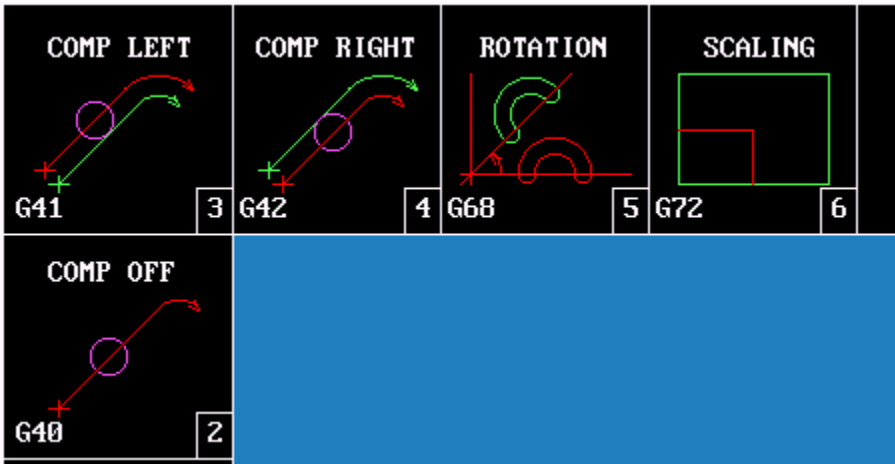 COMP LEFT
G41
3
COMP RIGHT
G42
4
ROTATION
G68
5
SCALING
G72
6
COMP OFF
G40
2